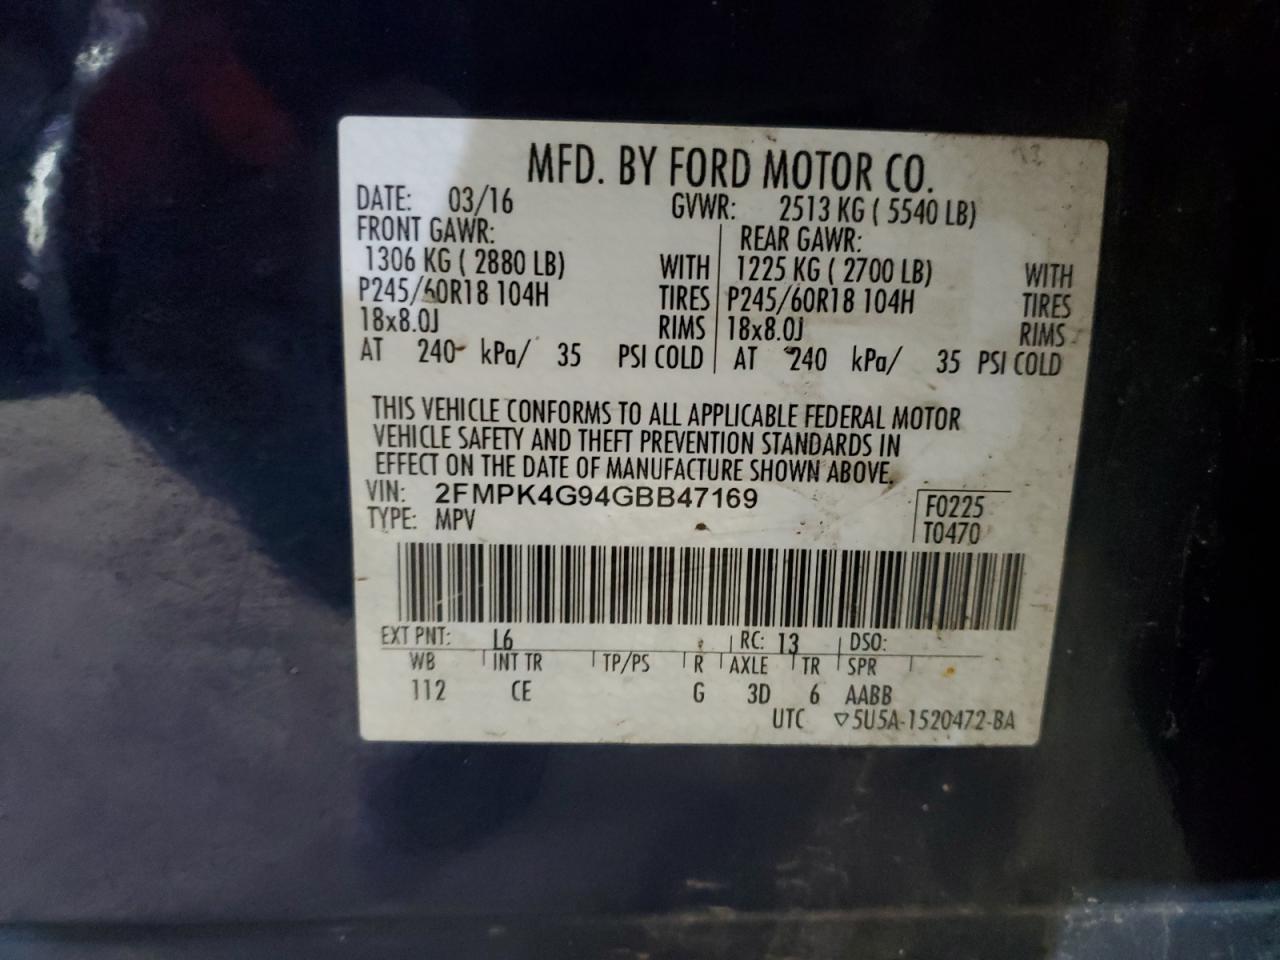 MFD. BY FORD MOTOR CO.
DATE: 03/16 GVWR: 2513 KG ( 5540 LB)
FRONT GAWR: REAR GAWR:
1306 KG ( 2880 LB) WITH 1225 KG ( 2700 LB) WITH
P245/60R18 104H TIRES P245/60R18 104H TIRES
18x8.0J RIMS 18x8.0J RIMS
AT 240 kPa/ 35 PSI COLD AT 240 kPa/ 35 PSI COLD
THIS VEHICLE CONFORMS TO ALL APPLICABLE FEDERAL MOTOR
VEHICLE SAFETY AND THEFT PREVENTION STANDARDS IN
EFFECT ON THE DATE OF MANUFACTURE SHOWN ABOVE.
VIN: 2FMPK4G94GBB47169 F0225
TYPE: MPV T0470
EXT PNT: L6 RC: 13 DSO:
WB INT TR TP/PS R AXLE TR SPR
112 CE G 3D 6 AABB
UTC ▽5U5A-1520472-BA